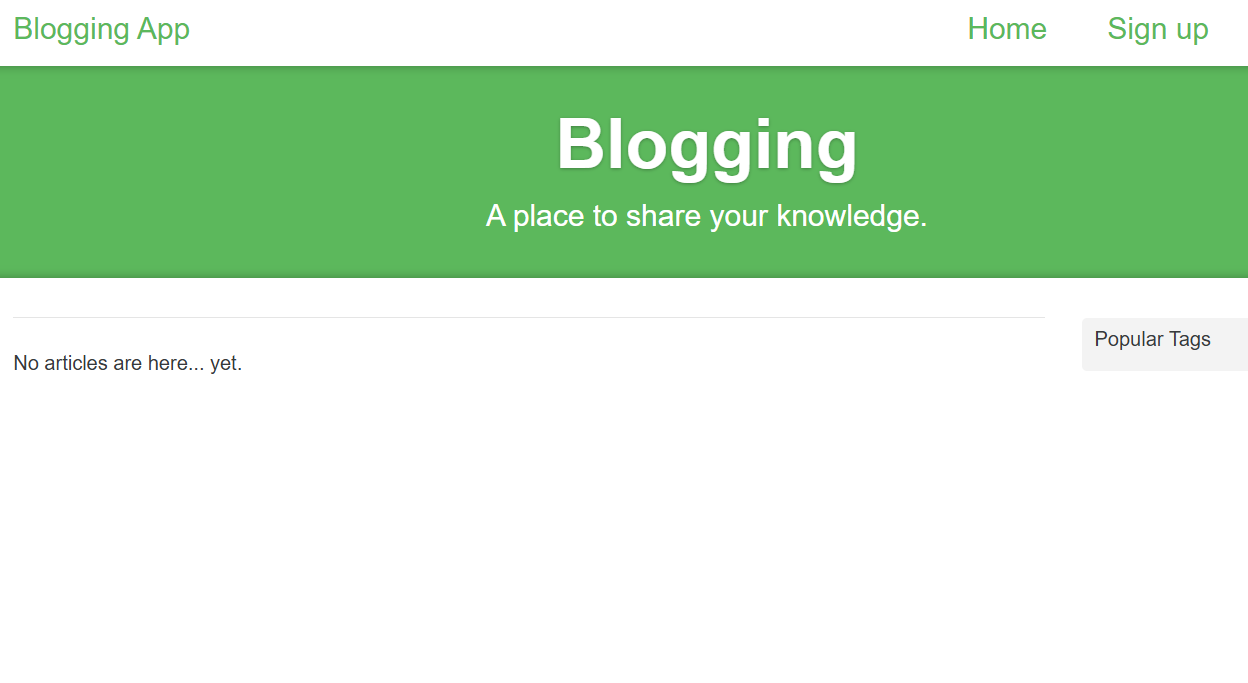 Blogging App
Home
Sign up
Blogging
A place to share your knowledge.
No articles are here... yet.
Popular Tags